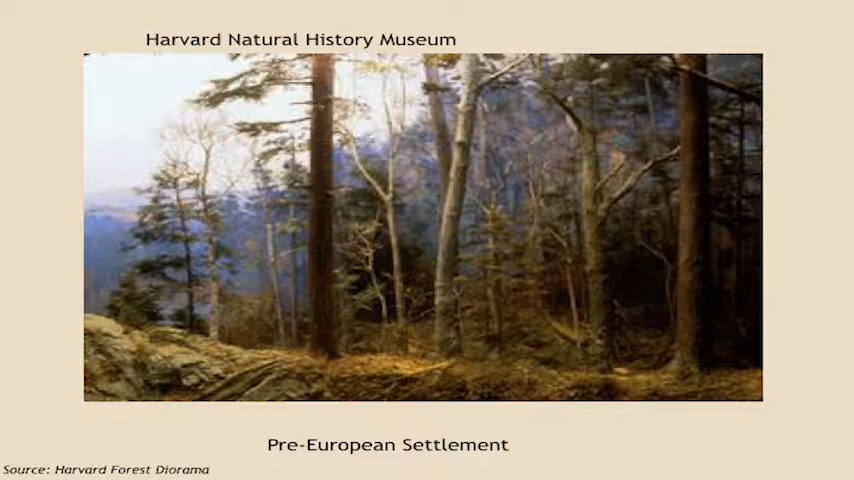 Harvard Natural History Museum
Pre-European Settlement
Source: Harvard Forest Diorama